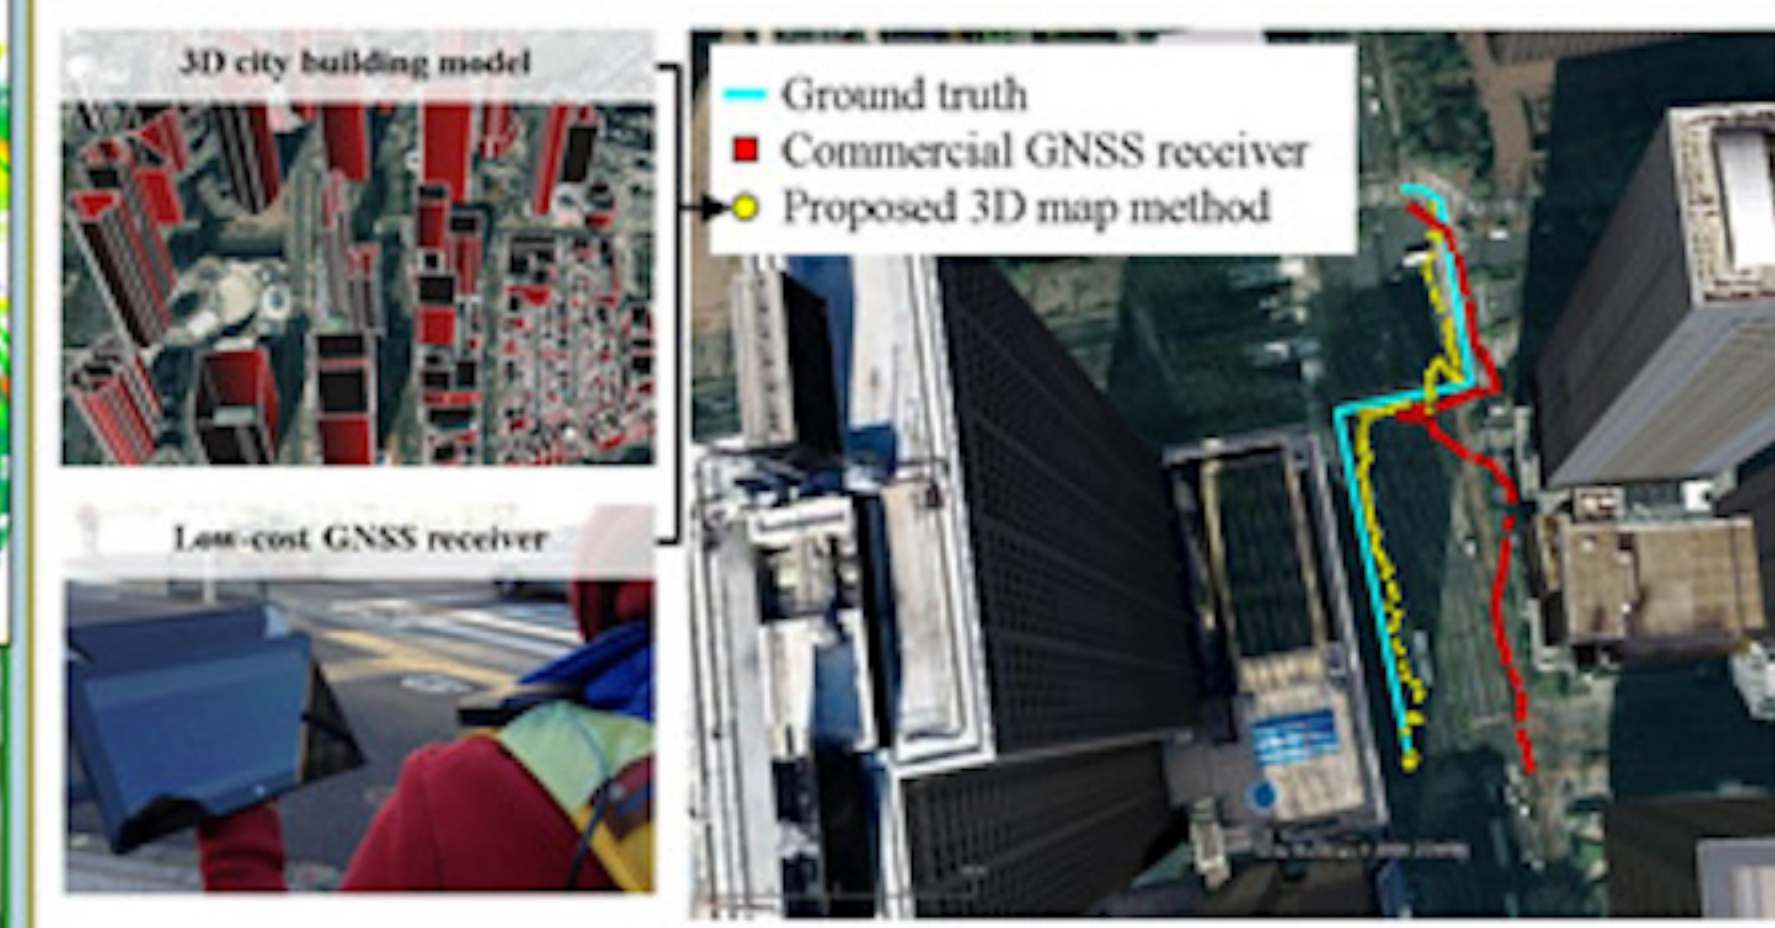 3D city building model
Low-cost GNSS receiver
Ground truth
Commercial GNSS receiver
Proposed 3D map method